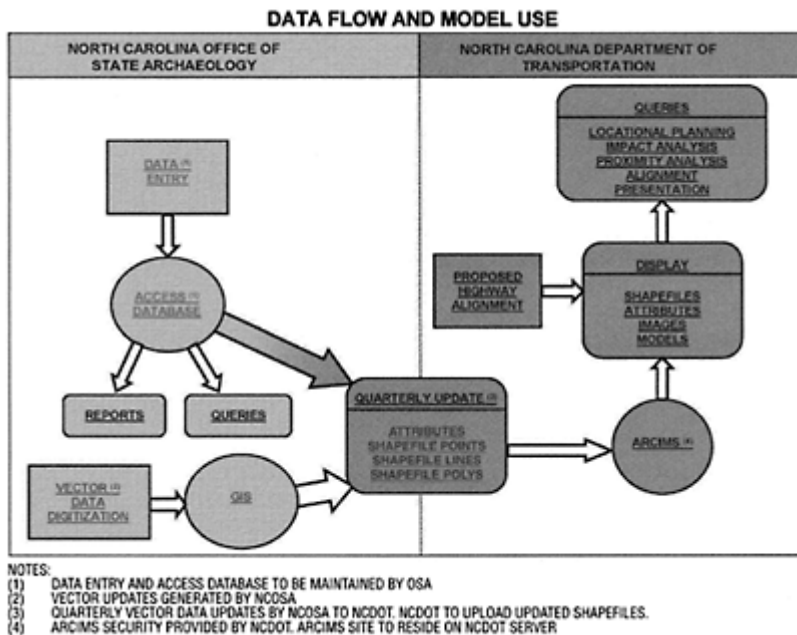 DATA FLOW AND MODEL USE
NORTH CAROLINA OFFICE OF
STATE ARCHAEOLOGY
NORTH CAROLINA DEPARTMENT OF
TRANSPORTATION
DATA (1)
ENTRY
ACCESS (1)
DATABASE
REPORTS
QUERIES
VECTOR (2)
DATA
DIGITIZATION
GIS
QUARTERLY UPDATE (3)
ATTRIBUTES
SHAPEFILE POINTS
SHAPEFILE LINES
SHAPEFILE POLYS
QUERIES
LOCATIONAL PLANNING
IMPACT ANALYSIS
PROXIMITY ANALYSIS
ALIGNMENT
PRESENTATION
PROPOSED
HIGHWAY
ALIGNMENT
DISPLAY
SHAPEFILES
ATTRIBUTES
IMAGES
MODELS
ARCIMS (4)
NOTES:
(1) DATA ENTRY AND ACCESS DATABASE TO BE MAINTAINED BY OSA
(2) VECTOR UPDATES GENERATED BY NCOSA
(3) QUARTERLY VECTOR DATA UPDATES BY NCOSA TO NCDOT. NCDOT TO UPLOAD UPDATED SHAPEFILES.
(4) ARCIMS SECURITY PROVIDED BY NCDOT. ARCIMS SITE TO RESIDE ON NCDOT SERVER